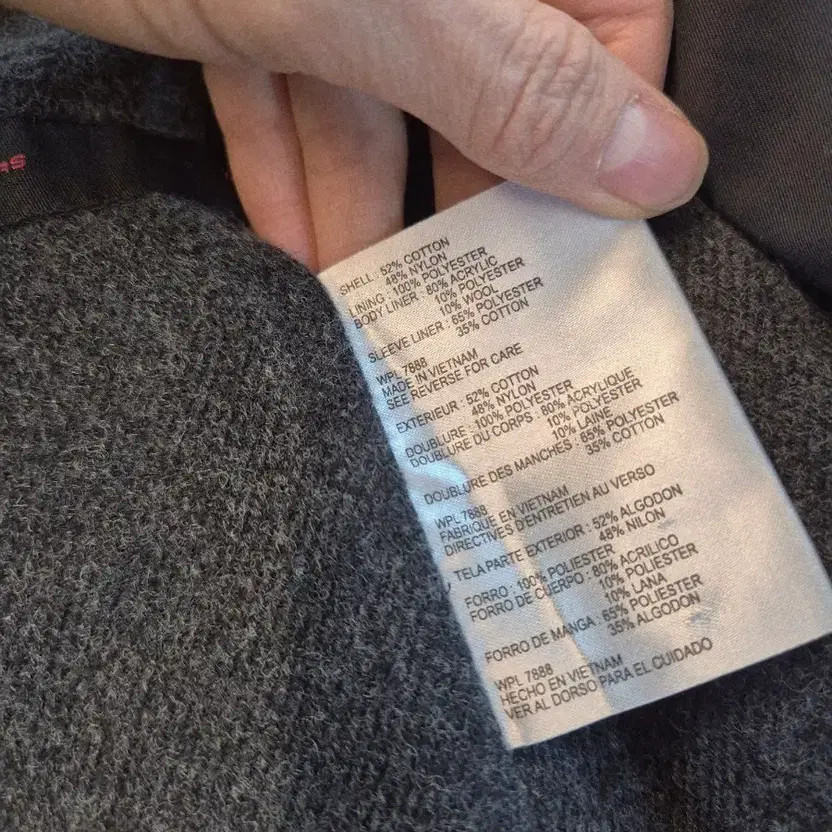 SHELL : 52% COTTON
48% NYLON
LINING : 100% POLYESTER
BODY LINER : 80% ACRYLIC
10% POLYESTER
10% WOOL
SLEEVE LINER : 65% POLYESTER
35% COTTON
WPL 7888
MADE IN VIETNAM
SEE REVERSE FOR CARE
EXTERIEUR : 52% COTTON
48% NYLON
DOUBLURE : 100% POLYESTER
DOUBLURE DU CORPS : 80% ACRYLIQUE
10% POLYESTER
10% LAINE
DOUBLURE DES MANCHES : 65% POLYESTER
35% COTTON
WPL 7888
FABRIQUE EN VIETNAM
DIRECTIVES D'ENTRETIEN AU VERSO
TELA PARTE EXTERIOR : 52% ALGODON
48% NILON
FORRO : 100% POLIESTER
FORRO DE CUERPO : 80% ACRILICO
10% POLIESTER
10% LANA
FORRO DE MANGA : 65% POLIESTER
35% ALGODON
WPL 7888
HECHO EN VIETNAM
VER AL DORSO PARA EL CUIDADO